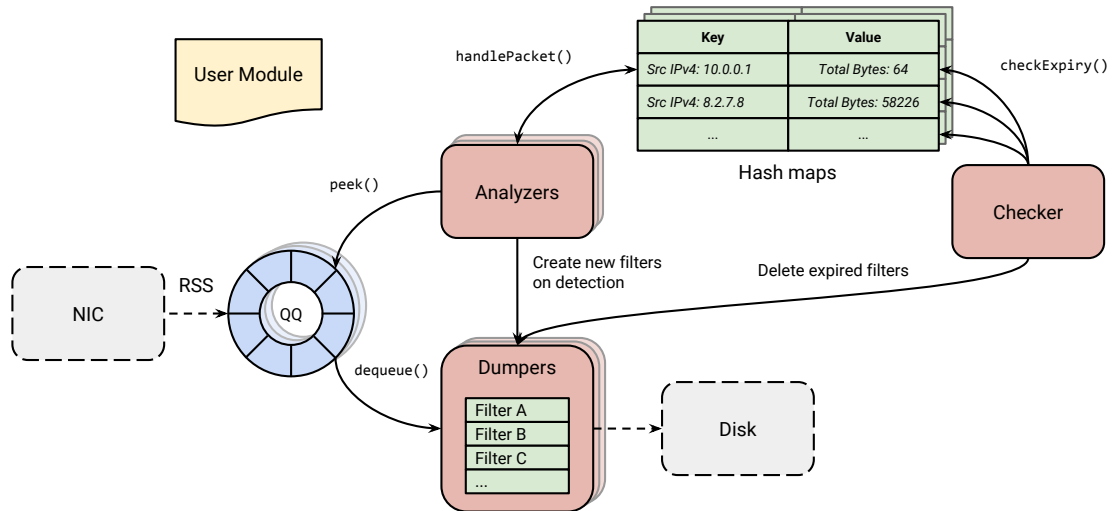 Key
Value
handlePacket()
Src IPv4: 10.0.0.1
Total Bytes: 64
checkExpiry()
User Module
Src IPv4: 8.2.7.8
Total Bytes: 58226
...
...
Hash maps
peek()
Analyzers
Checker
Create new filters
on detection
Delete expired filters
RSS
NIC
QQ
dequeue()
Dumpers
Filter A
Filter B
Filter C
...
Disk